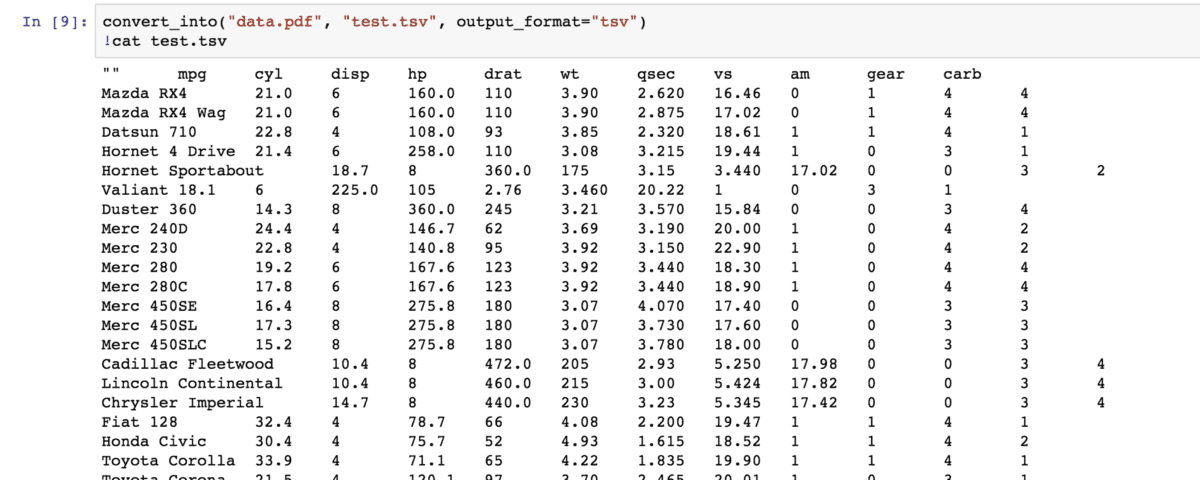 In [9]: convert_into("data.pdf", "test.tsv", output_format="tsv")
!cat test.tsv
"" mpg cyl disp hp drat wt qsec vs am gear carb
Mazda RX4 21.0 6 160.0 110 3.90 2.620 16.46 0 1 4 4
Mazda RX4 Wag 21.0 6 160.0 110 3.90 2.875 17.02 0 1 4 4
Datsun 710 22.8 4 108.0 93 3.85 2.320 18.61 1 1 4 1
Hornet 4 Drive 21.4 6 258.0 110 3.08 3.215 19.44 1 0 3 1
Hornet Sportabout 18.7 8 360.0 175 3.15 3.440 17.02 0 0 3 2
Valiant 18.1 6 225.0 105 2.76 3.460 20.22 1 0 3 1
Duster 360 14.3 8 360.0 245 3.21 3.570 15.84 0 0 3 4
Merc 240D 24.4 4 146.7 62 3.69 3.190 20.00 1 0 4 2
Merc 230 22.8 4 140.8 95 3.92 3.150 22.90 1 0 4 2
Merc 280 19.2 6 167.6 123 3.92 3.440 18.30 1 0 4 4
Merc 280C 17.8 6 167.6 123 3.92 3.440 18.90 1 0 4 4
Merc 450SE 16.4 8 275.8 180 3.07 4.070 17.40 0 0 3 3
Merc 450SL 17.3 8 275.8 180 3.07 3.730 17.60 0 0 3 3
Merc 450SLC 15.2 8 275.8 180 3.07 3.780 18.00 0 0 3 3
Cadillac Fleetwood 10.4 8 472.0 205 2.93 5.250 17.98 0 0 3 4
Lincoln Continental 10.4 8 460.0 215 3.00 5.424 17.82 0 0 3 4
Chrysler Imperial 14.7 8 440.0 230 3.23 5.345 17.42 0 0 3 4
Fiat 128 32.4 4 78.7 66 4.08 2.200 19.47 1 1 4 1
Honda Civic 30.4 4 75.7 52 4.93 1.615 18.52 1 1 4 2
Toyota Corolla 33.9 4 71.1 65 4.22 1.835 19.90 1 1 4 1
Toyota Corona 21.5 4 120.1 97 3.70 2.465 20.01 1 0 3 1